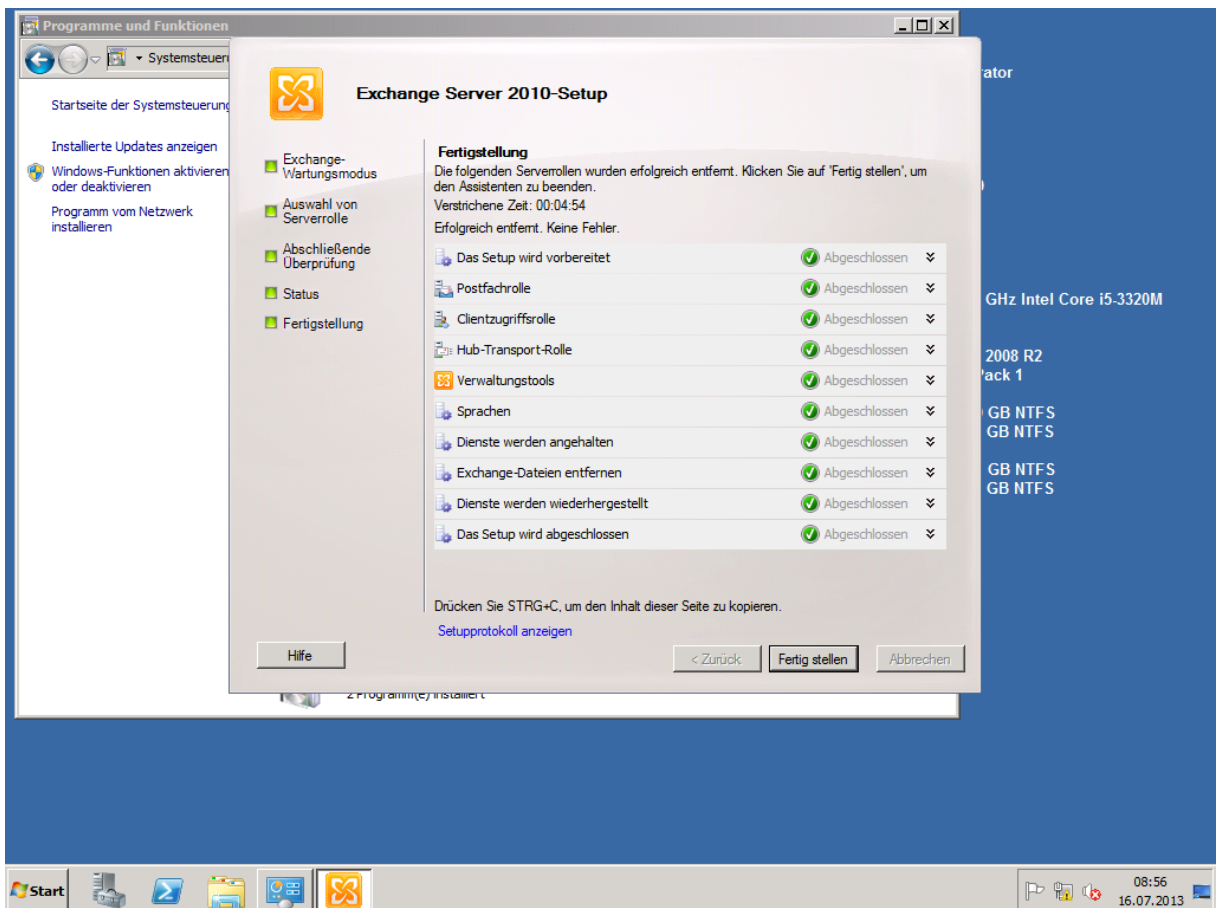 Programme und Funktionen
Systemsteuer
Startseite der Systemsteuerung
Installierte Updates anzeigen
Windows-Funktionen aktivieren
oder deaktivieren
Programm vom Netzwerk
installieren
Exchange Server 2010-Setup
Exchange-
Wartungsmodus
Auswahl von
Serverrolle
Abschließende
Überprüfung
Status
Fertigstellung
Fertigstellung
Die folgenden Serverrollen wurden erfolgreich entfernt. Klicken Sie auf 'Fertig stellen', um
den Assistenten zu beenden.
Verstrichene Zeit: 00:04:54
Erfolgreich entfernt. Keine Fehler.
Das Setup wird vorbereitet Abgeschlossen
Postfachrolle Abgeschlossen
Clientzugriffsrolle Abgeschlossen
Hub-Transport-Rolle Abgeschlossen
Verwaltungstools Abgeschlossen
Sprachen Abgeschlossen
Dienste werden angehalten Abgeschlossen
Exchange-Dateien entfernen Abgeschlossen
Dienste werden wiederhergestellt Abgeschlossen
Das Setup wird abgeschlossen Abgeschlossen
Drücken Sie STRG+C, um den Inhalt dieser Seite zu kopieren.
Setupprotokoll anzeigen
Hilfe
< Zurück
Fertig stellen
Abbrechen
2 Programm(e) installiert
rator
GHz Intel Core i5-3320M
2008 R2
Pack 1
GB NTFS
GB NTFS
GB NTFS
GB NTFS
Start
08:56
16.07.2013